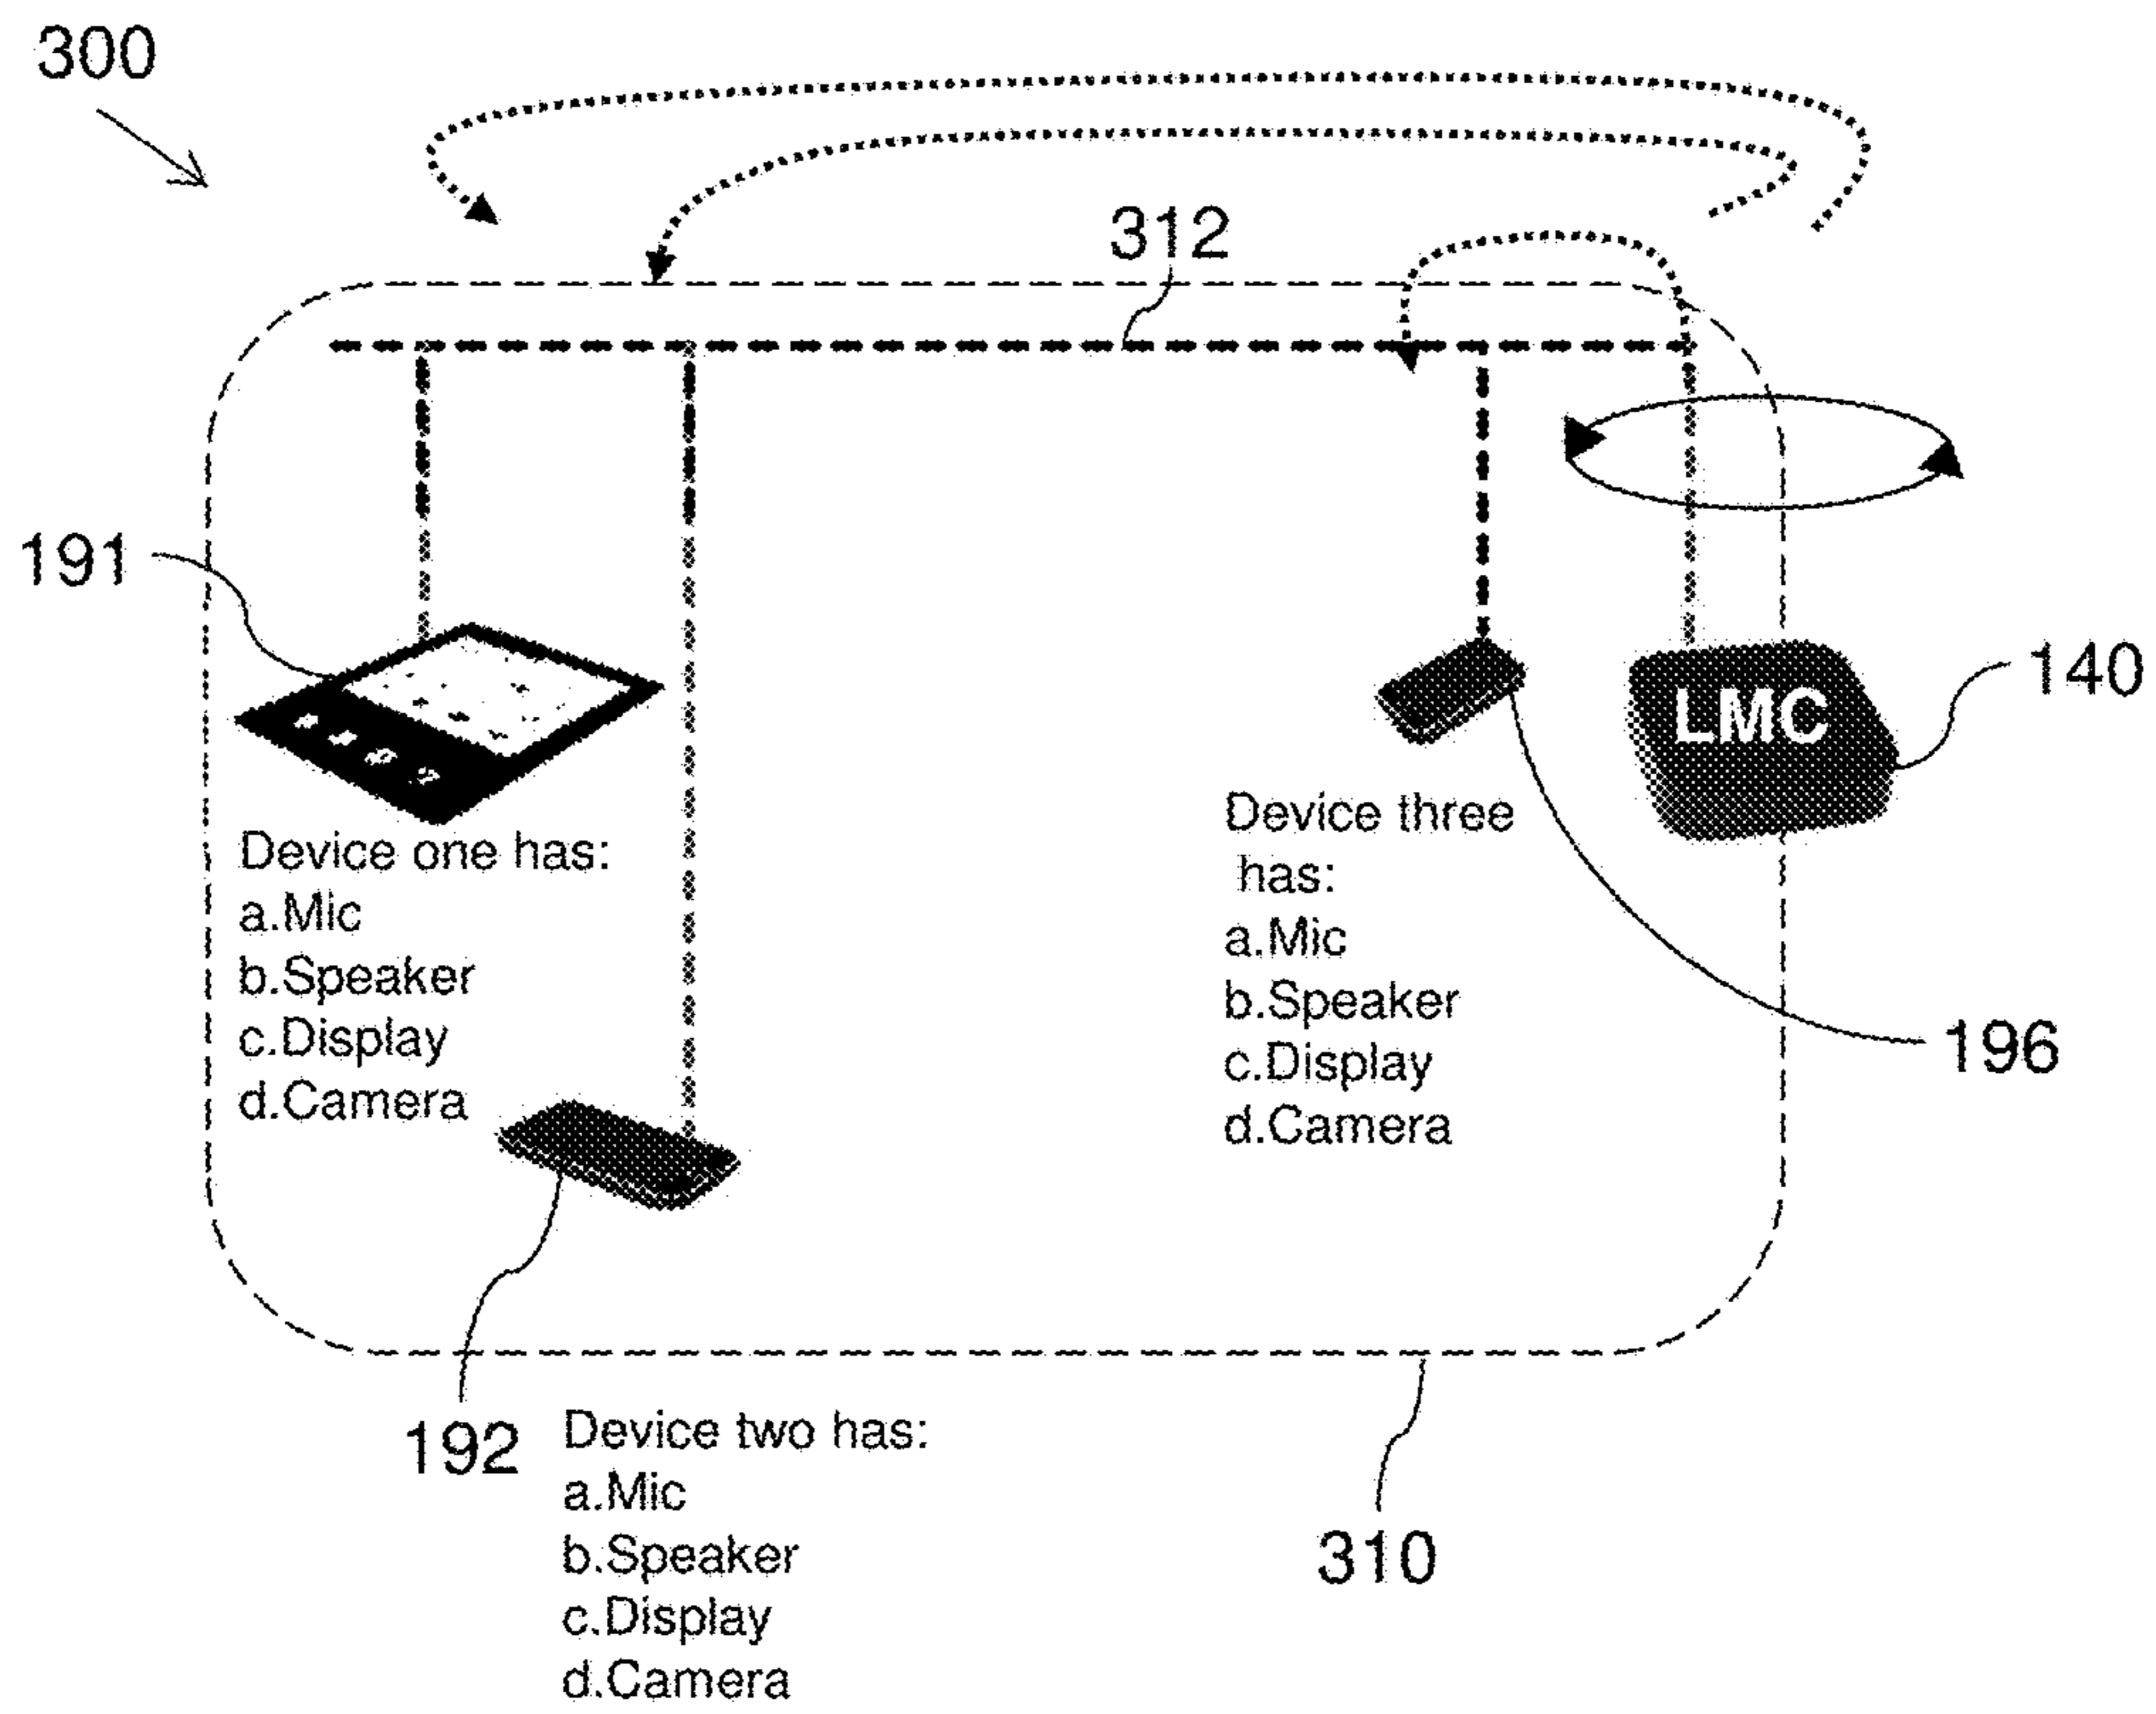 300
312
191
LMC
140
Device one has:
a.Mic
b.Speaker
c.Display
d.Camera
Device three
has:
a.Mic
b.Speaker
c.Display
d.Camera
196
192
Device two has:
a.Mic
b.Speaker
c.Display
d.Camera
310